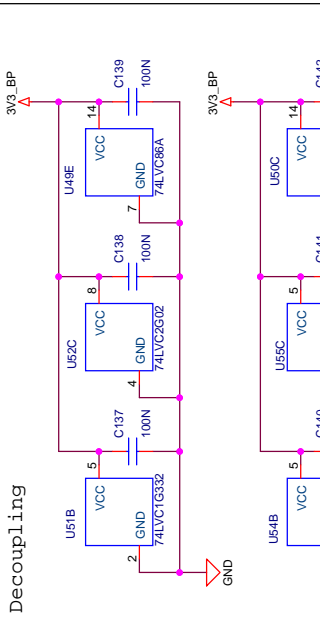 Decoupling
3V3_BP
U51B
U52C
U49E
5
8
14
VCC
VCC
VCC
C137
C138
C139
100N
100N
100N
2
4
7
GND
GND
GND
74LVC1G332
74LVC2G02
74LVC86A
3V3_BP
GND
U54B
U55C
U50C
5
5
14
VCC
VCC
VCC